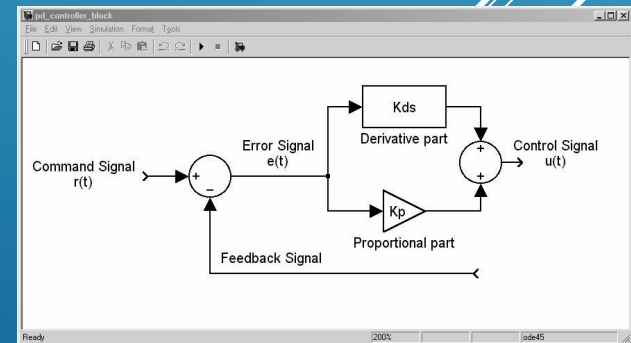 pd_controller_block
File Edit View Simulation Format Tools
Kds
Derivative part
Error Signal
e(t)
Control Signal
u(t)
Command Signal
r(t)
+
−
+
+
Kp
Proportional part
Feedback Signal
Ready 200% ode45